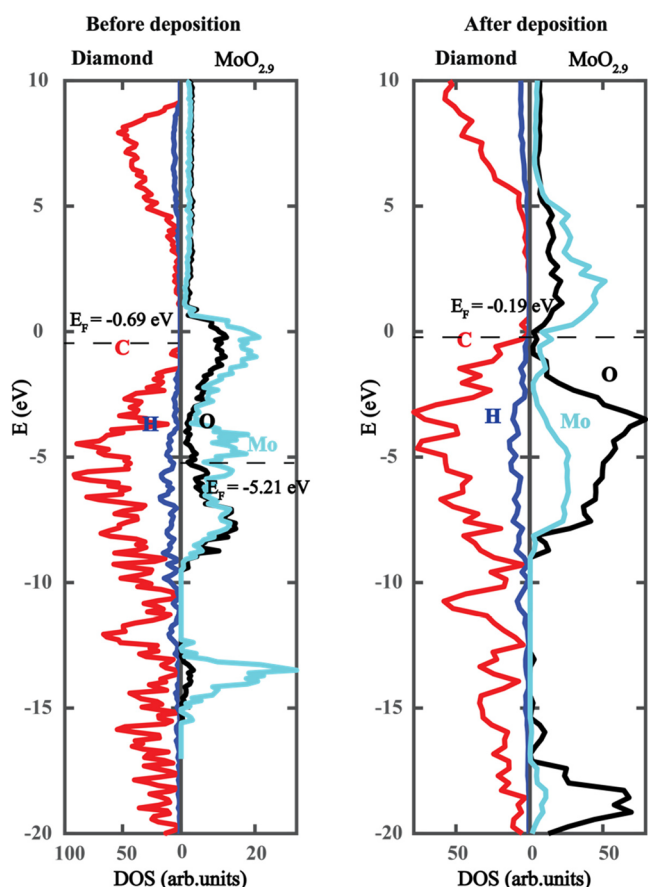 Before deposition
After deposition
Diamond
MoO2.9
Diamond
MoO2.9
10
5
0
-5
-10
-15
-20
E (eV)
EF = -0.69 eV
C
H
O
Mo
EF = -5.21 eV
100
50
0
20
DOS (arb.units)
10
5
0
-5
-10
-15
-20
E (eV)
EF = -0.19 eV
C
H
O
Mo
50
0
50
DOS (arb.units)